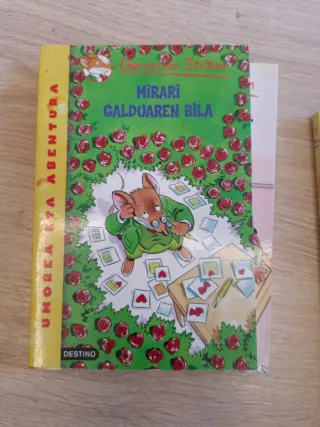 Geronimo Stilton
MIRARI
GALDUAREN BILA
UMOREA ETA ABENTURA
DESTINO